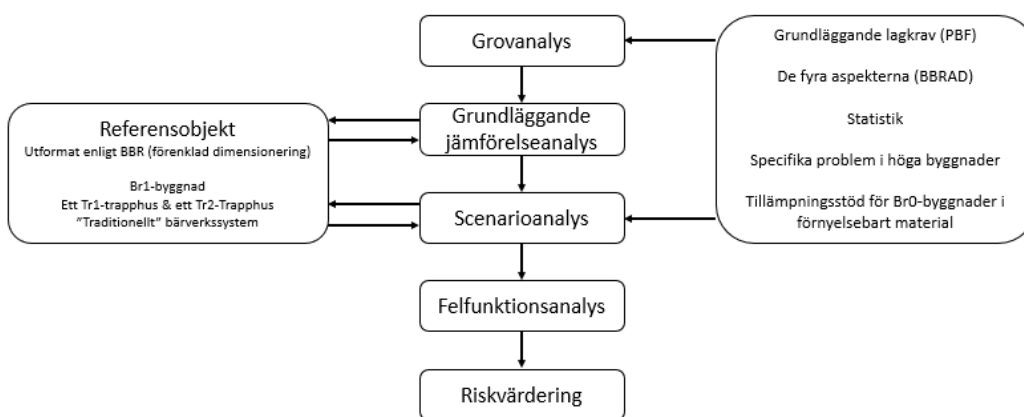 Grovanalys
Grundläggande
jämförelseanalys
Scenarioanalys
Felfunktionsanalys
Riskvärdering
Referensobjekt
Utformat enligt BBR (förenklad dimensionering)
Br1-byggnad
Ett Tr1-trapphus & ett Tr2-Trapphus
”Traditionellt” bärverkssystem
Grundläggande lagkrav (PBF)
De fyra aspekterna (BBRAD)
Statistik
Specifika problem i höga byggnader
Tillämpningsstöd för Br0-byggnader i
förnyelsebart material